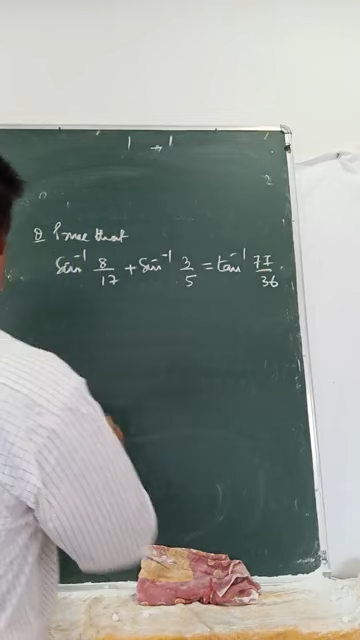 Q Prove that
Sin⁻¹ 8/17 + Sin⁻¹ 3/5 = tan⁻¹ 77/36.